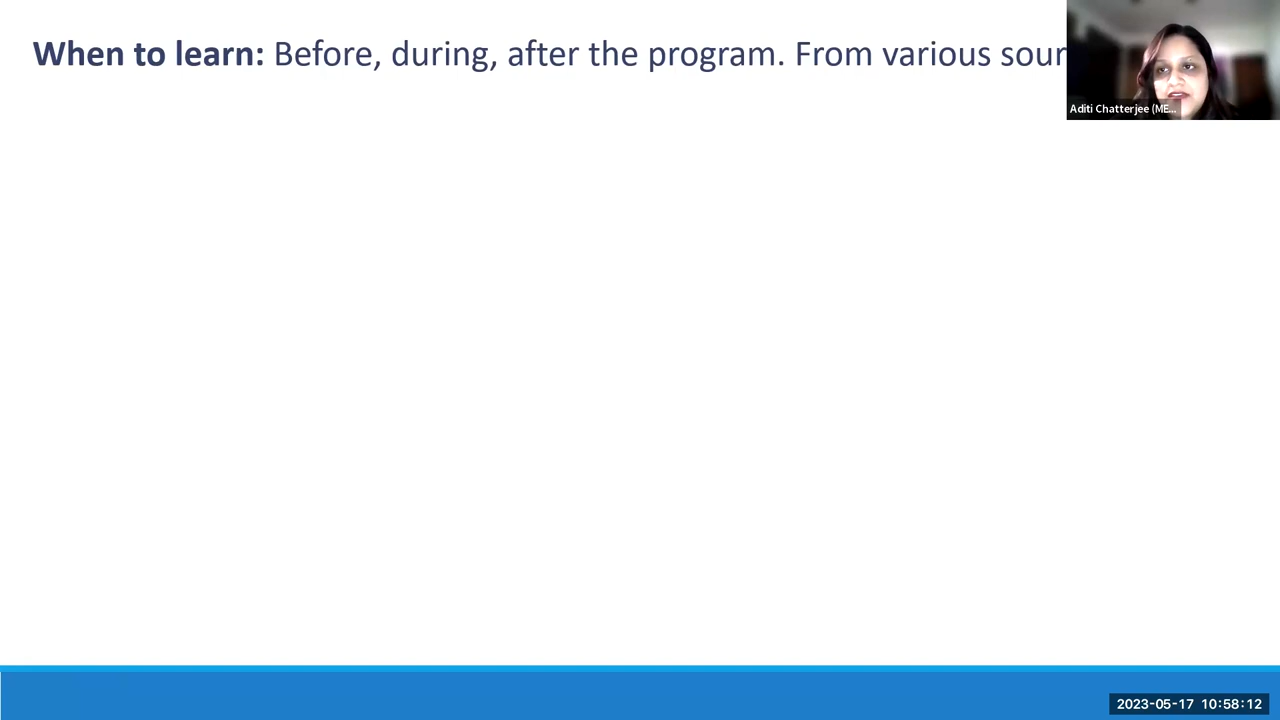 When to learn: Before, during, after the program. From various sour
Aditi Chatterjee (ME...
2023-05-17 10:58:12